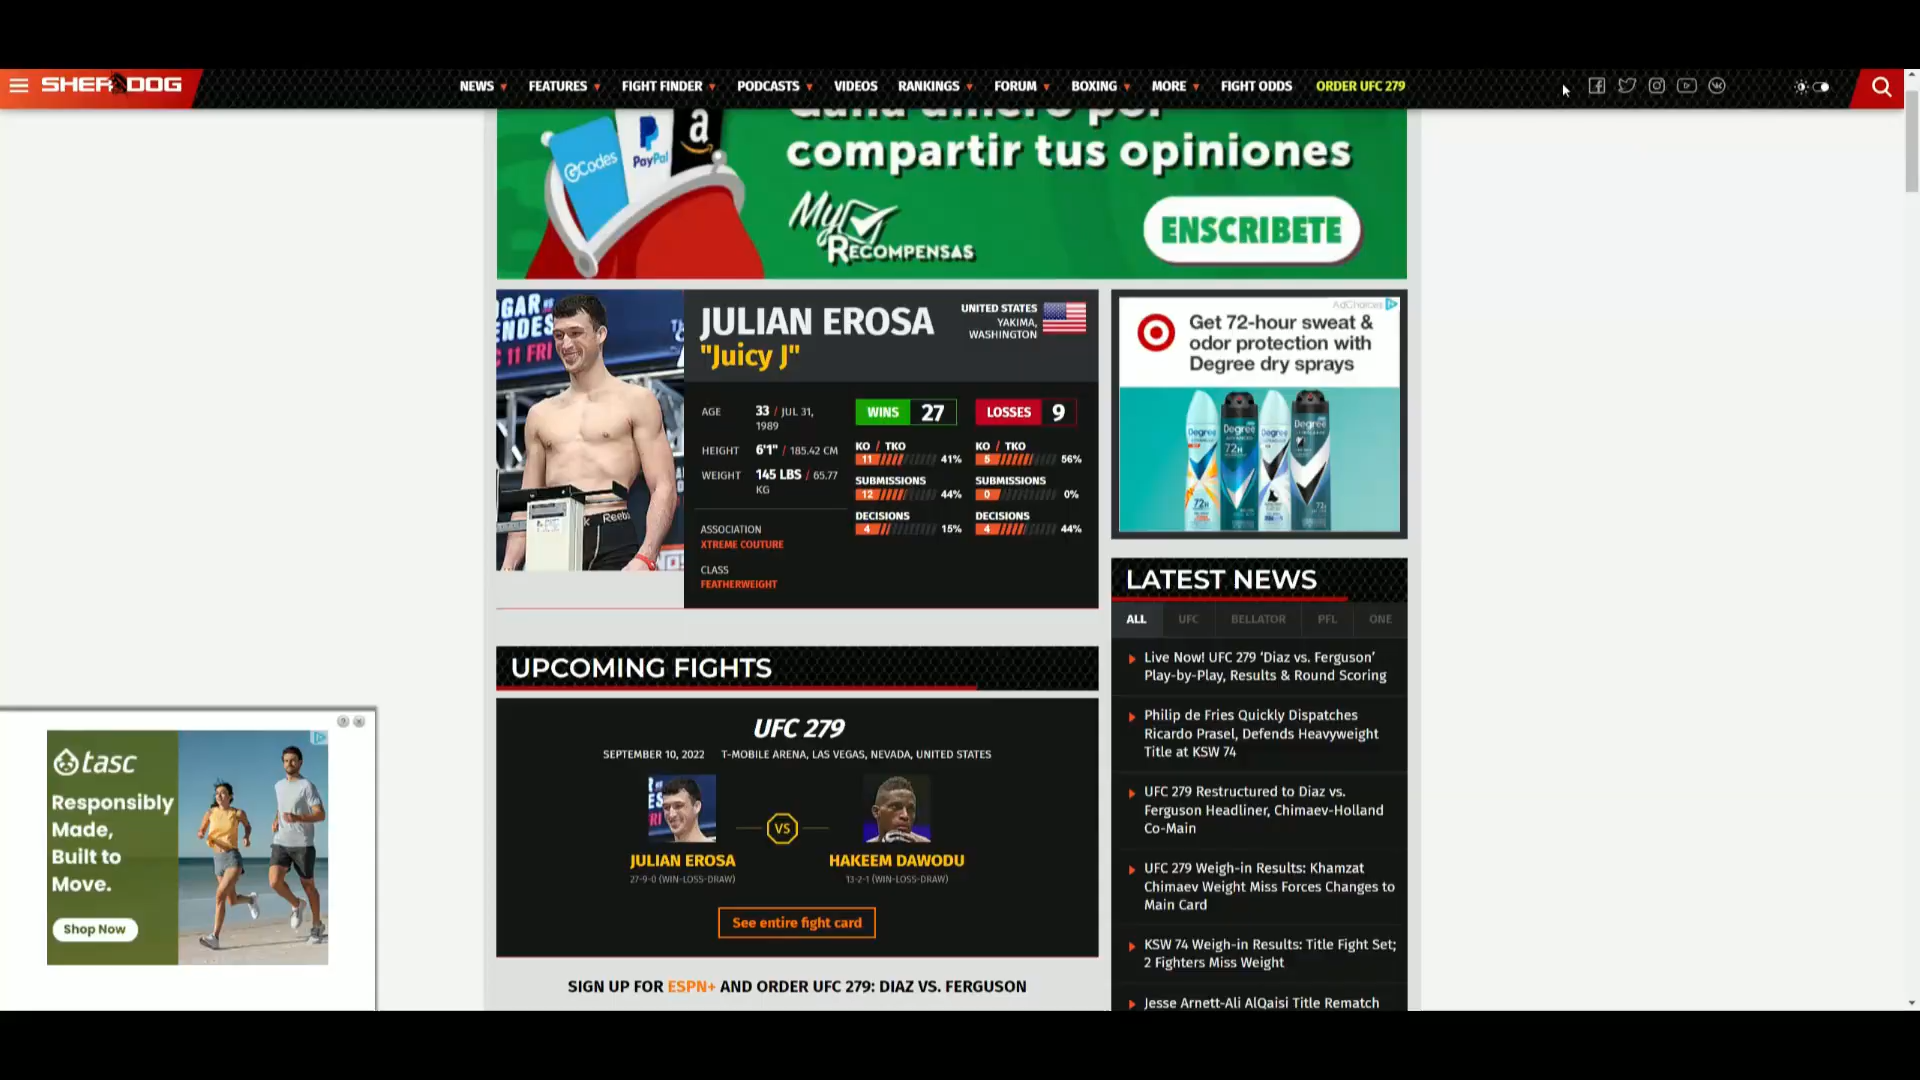 SHERDOG
NEWS
FEATURES
FIGHT FINDER
PODCASTS
VIDEOS
RANKINGS
FORUM
BOXING
MORE
FIGHT ODDS
ORDER UFC 279
compartir tus opiniones
GCodes
PayPal
a
My
RECOMPENSAS
ENSCRIBETE
JULIAN EROSA
"Juicy J"
UNITED STATES
YAKIMA,
WASHINGTON
AGE
33 / JUL 31,
1989
HEIGHT
6'1" / 185.42 CM
WEIGHT
145 LBS / 65.77
KG
ASSOCIATION
XTREME COUTURE
CLASS
FEATHERWEIGHT
WINS 27
KO / TKO
11 41%
SUBMISSIONS
12 44%
DECISIONS
4 15%
LOSSES 9
KO / TKO
5 56%
SUBMISSIONS
0 0%
DECISIONS
4 44%
UPCOMING FIGHTS
UFC 279
SEPTEMBER 10, 2022 T-MOBILE ARENA, LAS VEGAS, NEVADA, UNITED STATES
VS
JULIAN EROSA
27-9-0 (WIN-LOSS-DRAW)
HAKEEM DAWODU
13-2-1 (WIN-LOSS-DRAW)
See entire fight card
SIGN UP FOR ESPN+ AND ORDER UFC 279: DIAZ VS. FERGUSON
AdChoices
Get 72-hour sweat &
odor protection with
Degree dry sprays
Degree
Degree
Degree
Degree
LATEST NEWS
ALL
UFC
BELLATOR
PFL
ONE
Live Now! UFC 279 ‘Diaz vs. Ferguson’
Play-by-Play, Results & Round Scoring
Philip de Fries Quickly Dispatches
Ricardo Prasel, Defends Heavyweight
Title at KSW 74
UFC 279 Restructured to Diaz vs.
Ferguson Headliner, Chimaev-Holland
Co-Main
UFC 279 Weigh-in Results: Khamzat
Chimaev Weight Miss Forces Changes to
Main Card
KSW 74 Weigh-in Results: Title Fight Set;
2 Fighters Miss Weight
Jesse Arnett-Ali AlQaisi Title Rematch
tasc
Responsibly
Made,
Built to
Move.
Shop Now